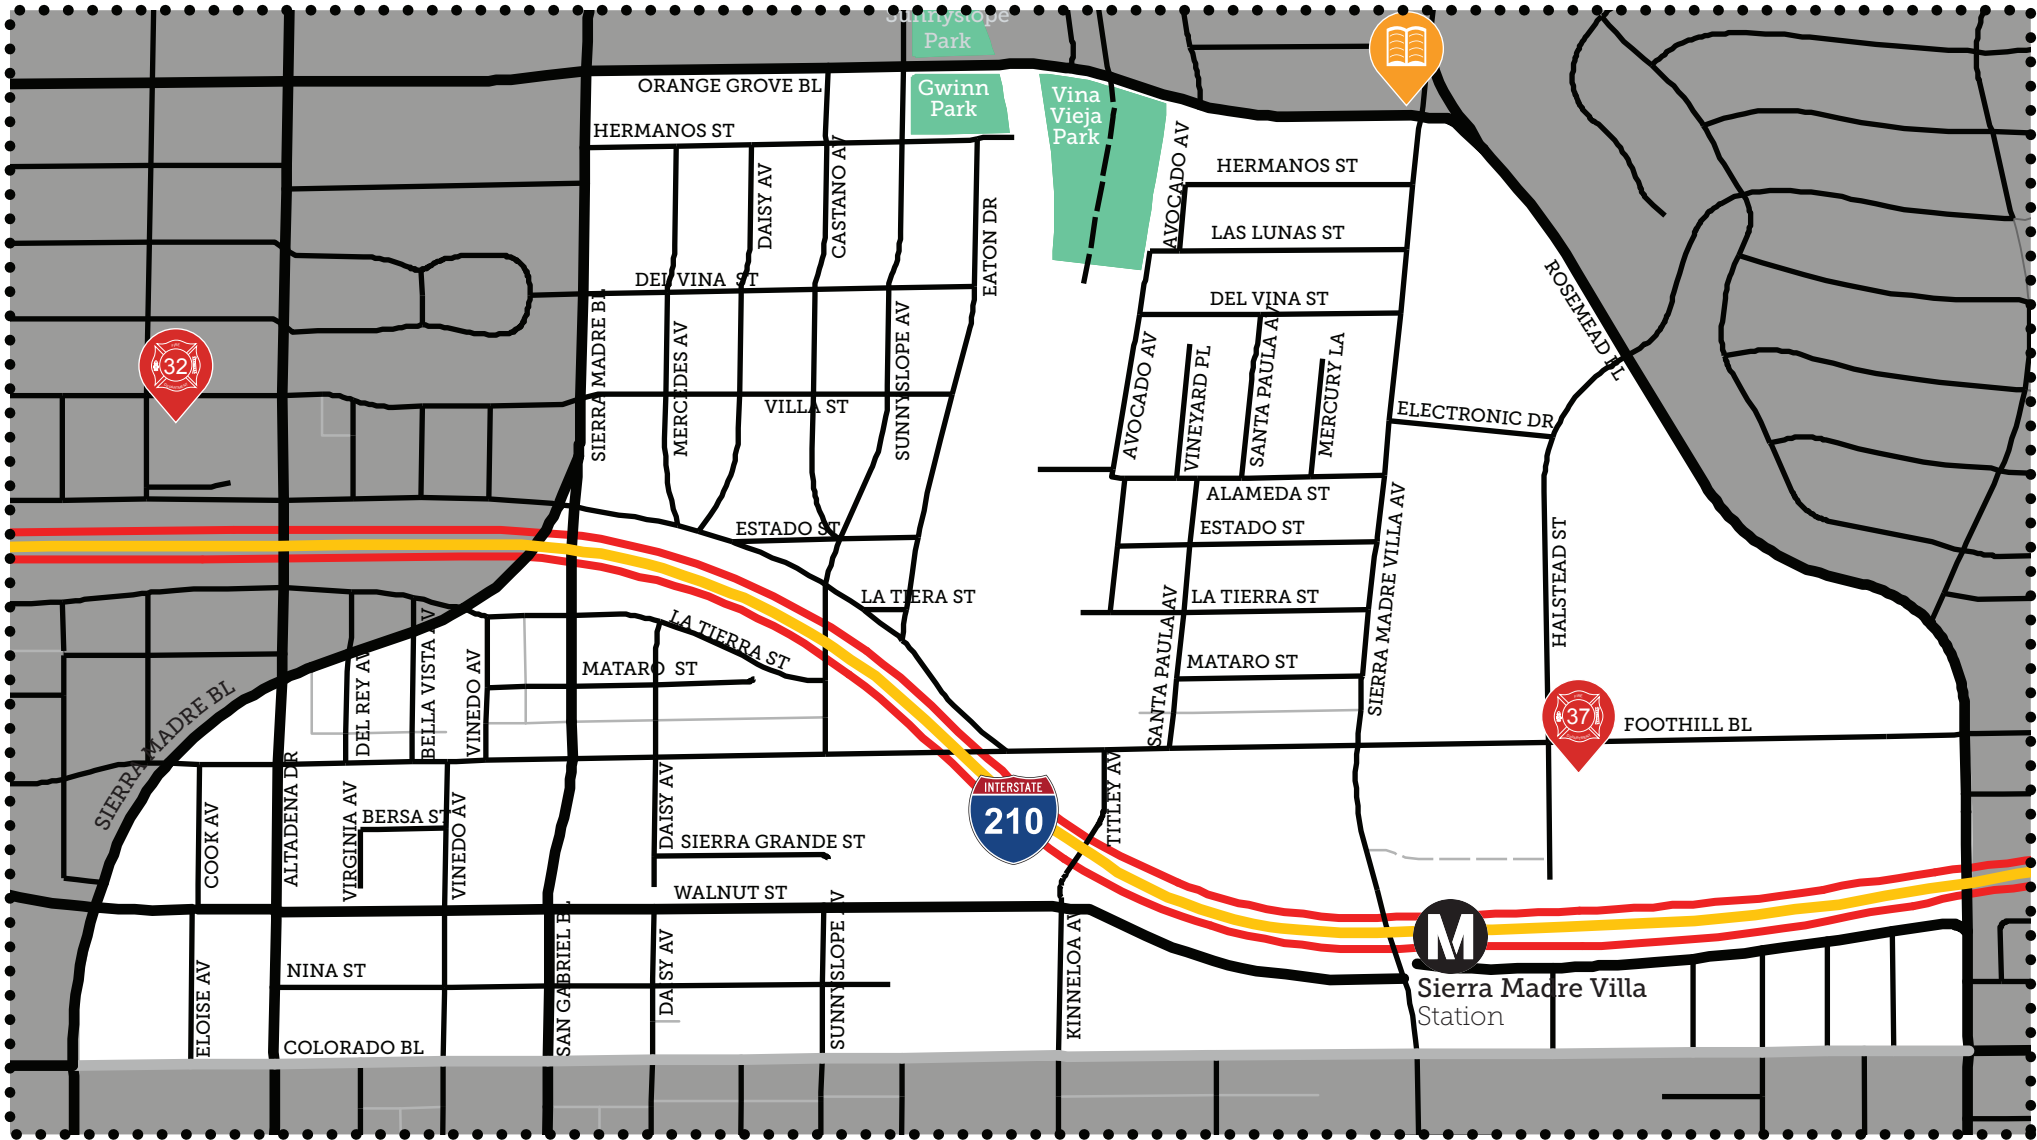 Sunnyslope
Park
ORANGE GROVE BL
Gwinn
Park
Vina
Vieja
Park
HERMANOS ST
AVOCADO AV
HERMANOS ST
DAISY AV
CASTANO AV
EATON DR
LAS LUNAS ST
DEL VINA ST
DEL VINA ST
ROSEMEAD BL
SIERRA MADRE BL
MERCEDES AV
SUNNYSLOPE AV
AVOCADO AV
VINEYARD PL
SANTA PAULA AV
MERCURY LA
32
VILLA ST
ELECTRONIC DR
ALAMEDA ST
ESTADO ST
ESTADO ST
SIERRA MADRE VILLA AV
HALSTEAD ST
LA TIERA ST
LA TIERRA ST
LA TIERRA ST
SANTA PAULA AV
MATARO ST
MATARO ST
DEL REY AV
BELLA VISTA AV
VINEDO AV
SIERRA MADRE BL
37
FOOTHILL BL
COOK AV
ALTADENA DR
VIRGINIA AV
BERSA ST
VINEDO AV
DAISY AV
SIERRA GRANDE ST
INTERSTATE
210
TITLEY AV
WALNUT ST
M
Sierra Madre Villa
Station
ELOISE AV
NINA ST
SAN GABRIEL BL
DAISY AV
SUNNYSLOPE AV
KINNELOA AV
COLORADO BL